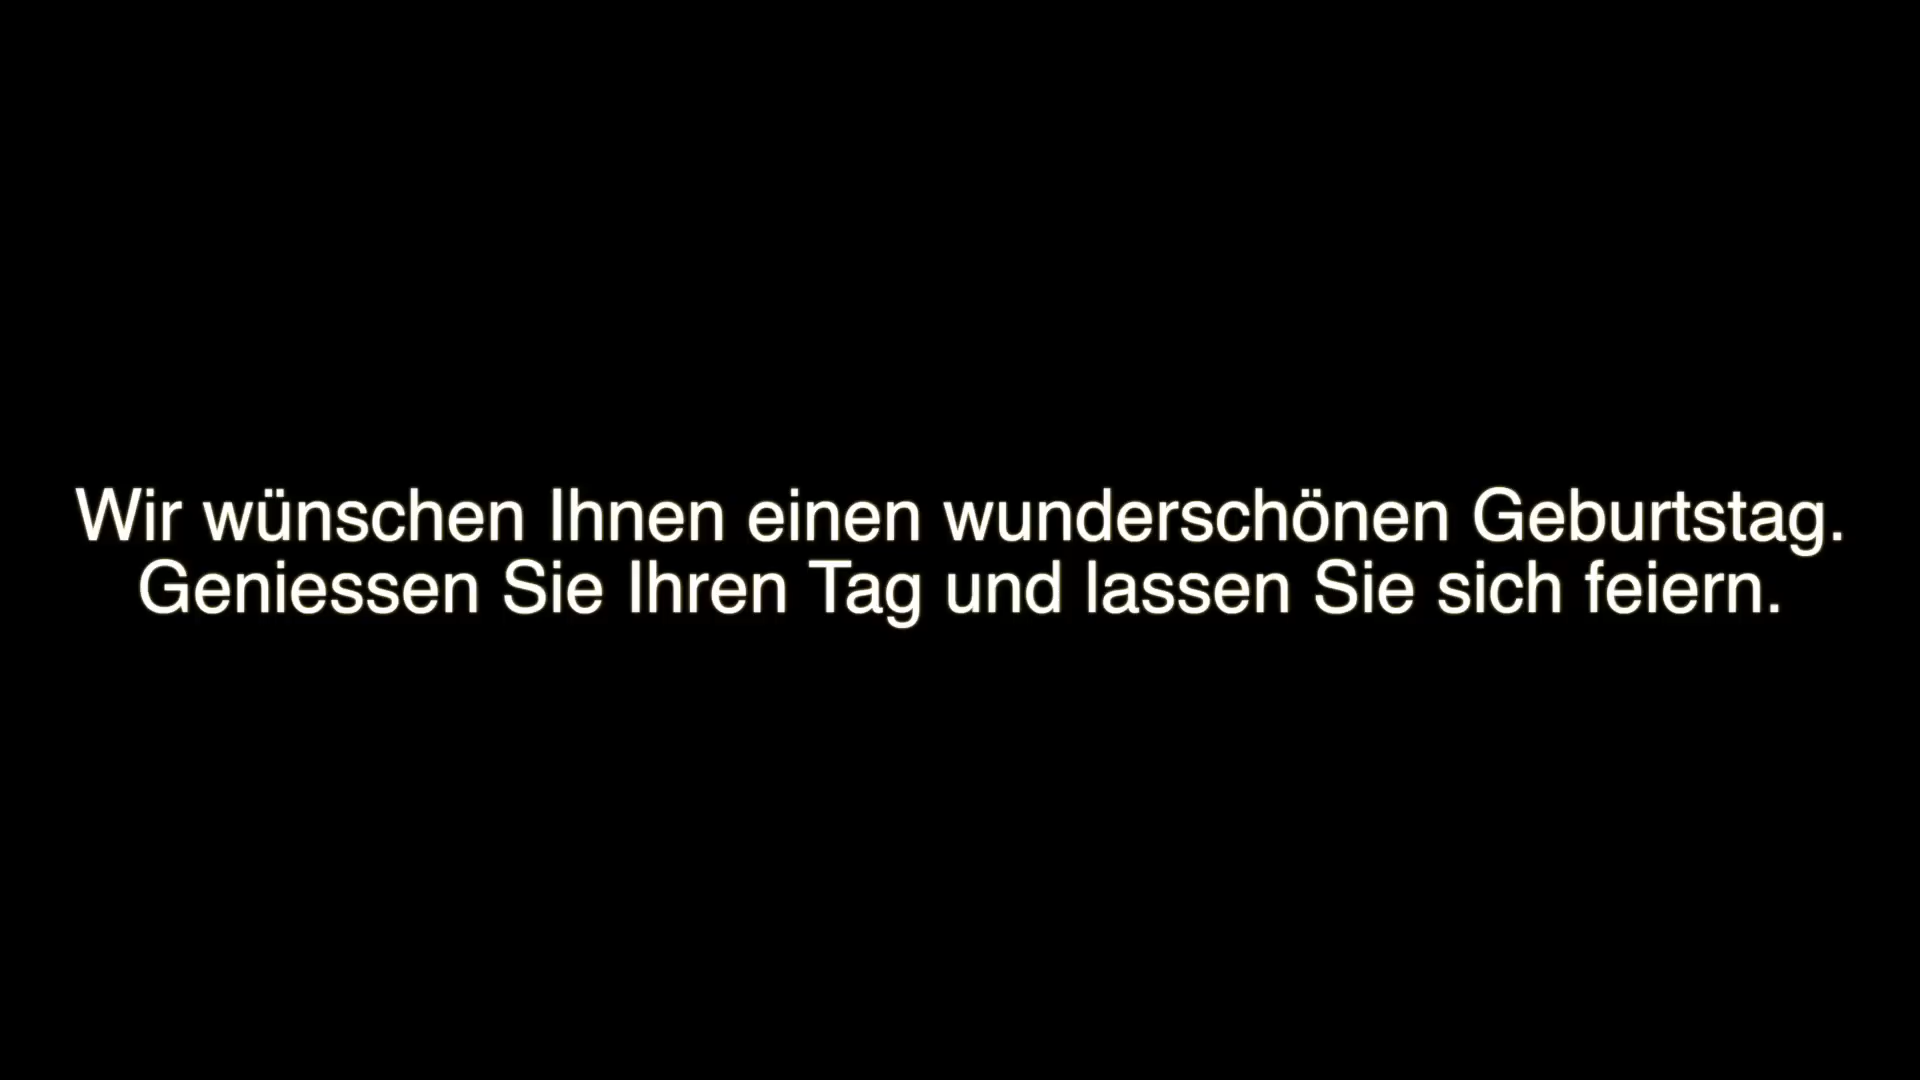 Wir wünschen Ihnen einen wunderschönen Geburtstag.
Geniessen Sie Ihren Tag und lassen Sie sich feiern.